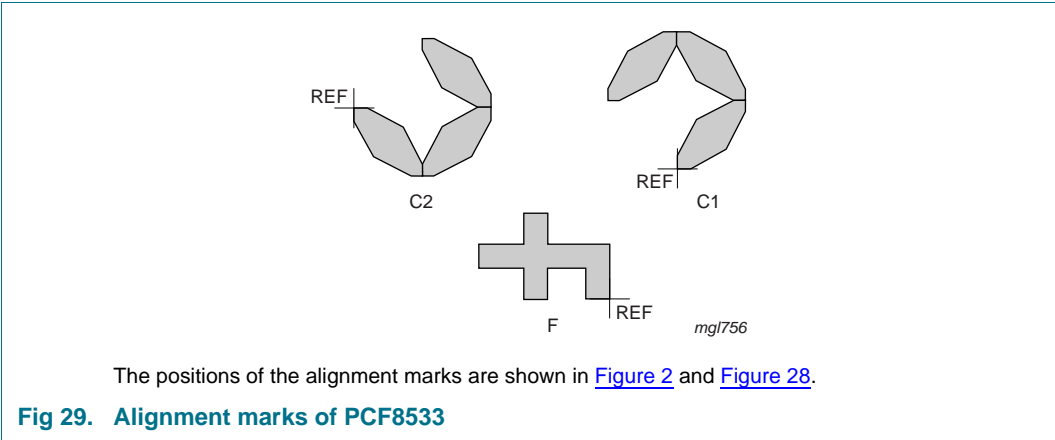 REF
REF
C2
C1
REF
F
mgl756
The positions of the alignment marks are shown in Figure 2 and Figure 28.
Fig 29. Alignment marks of PCF8533